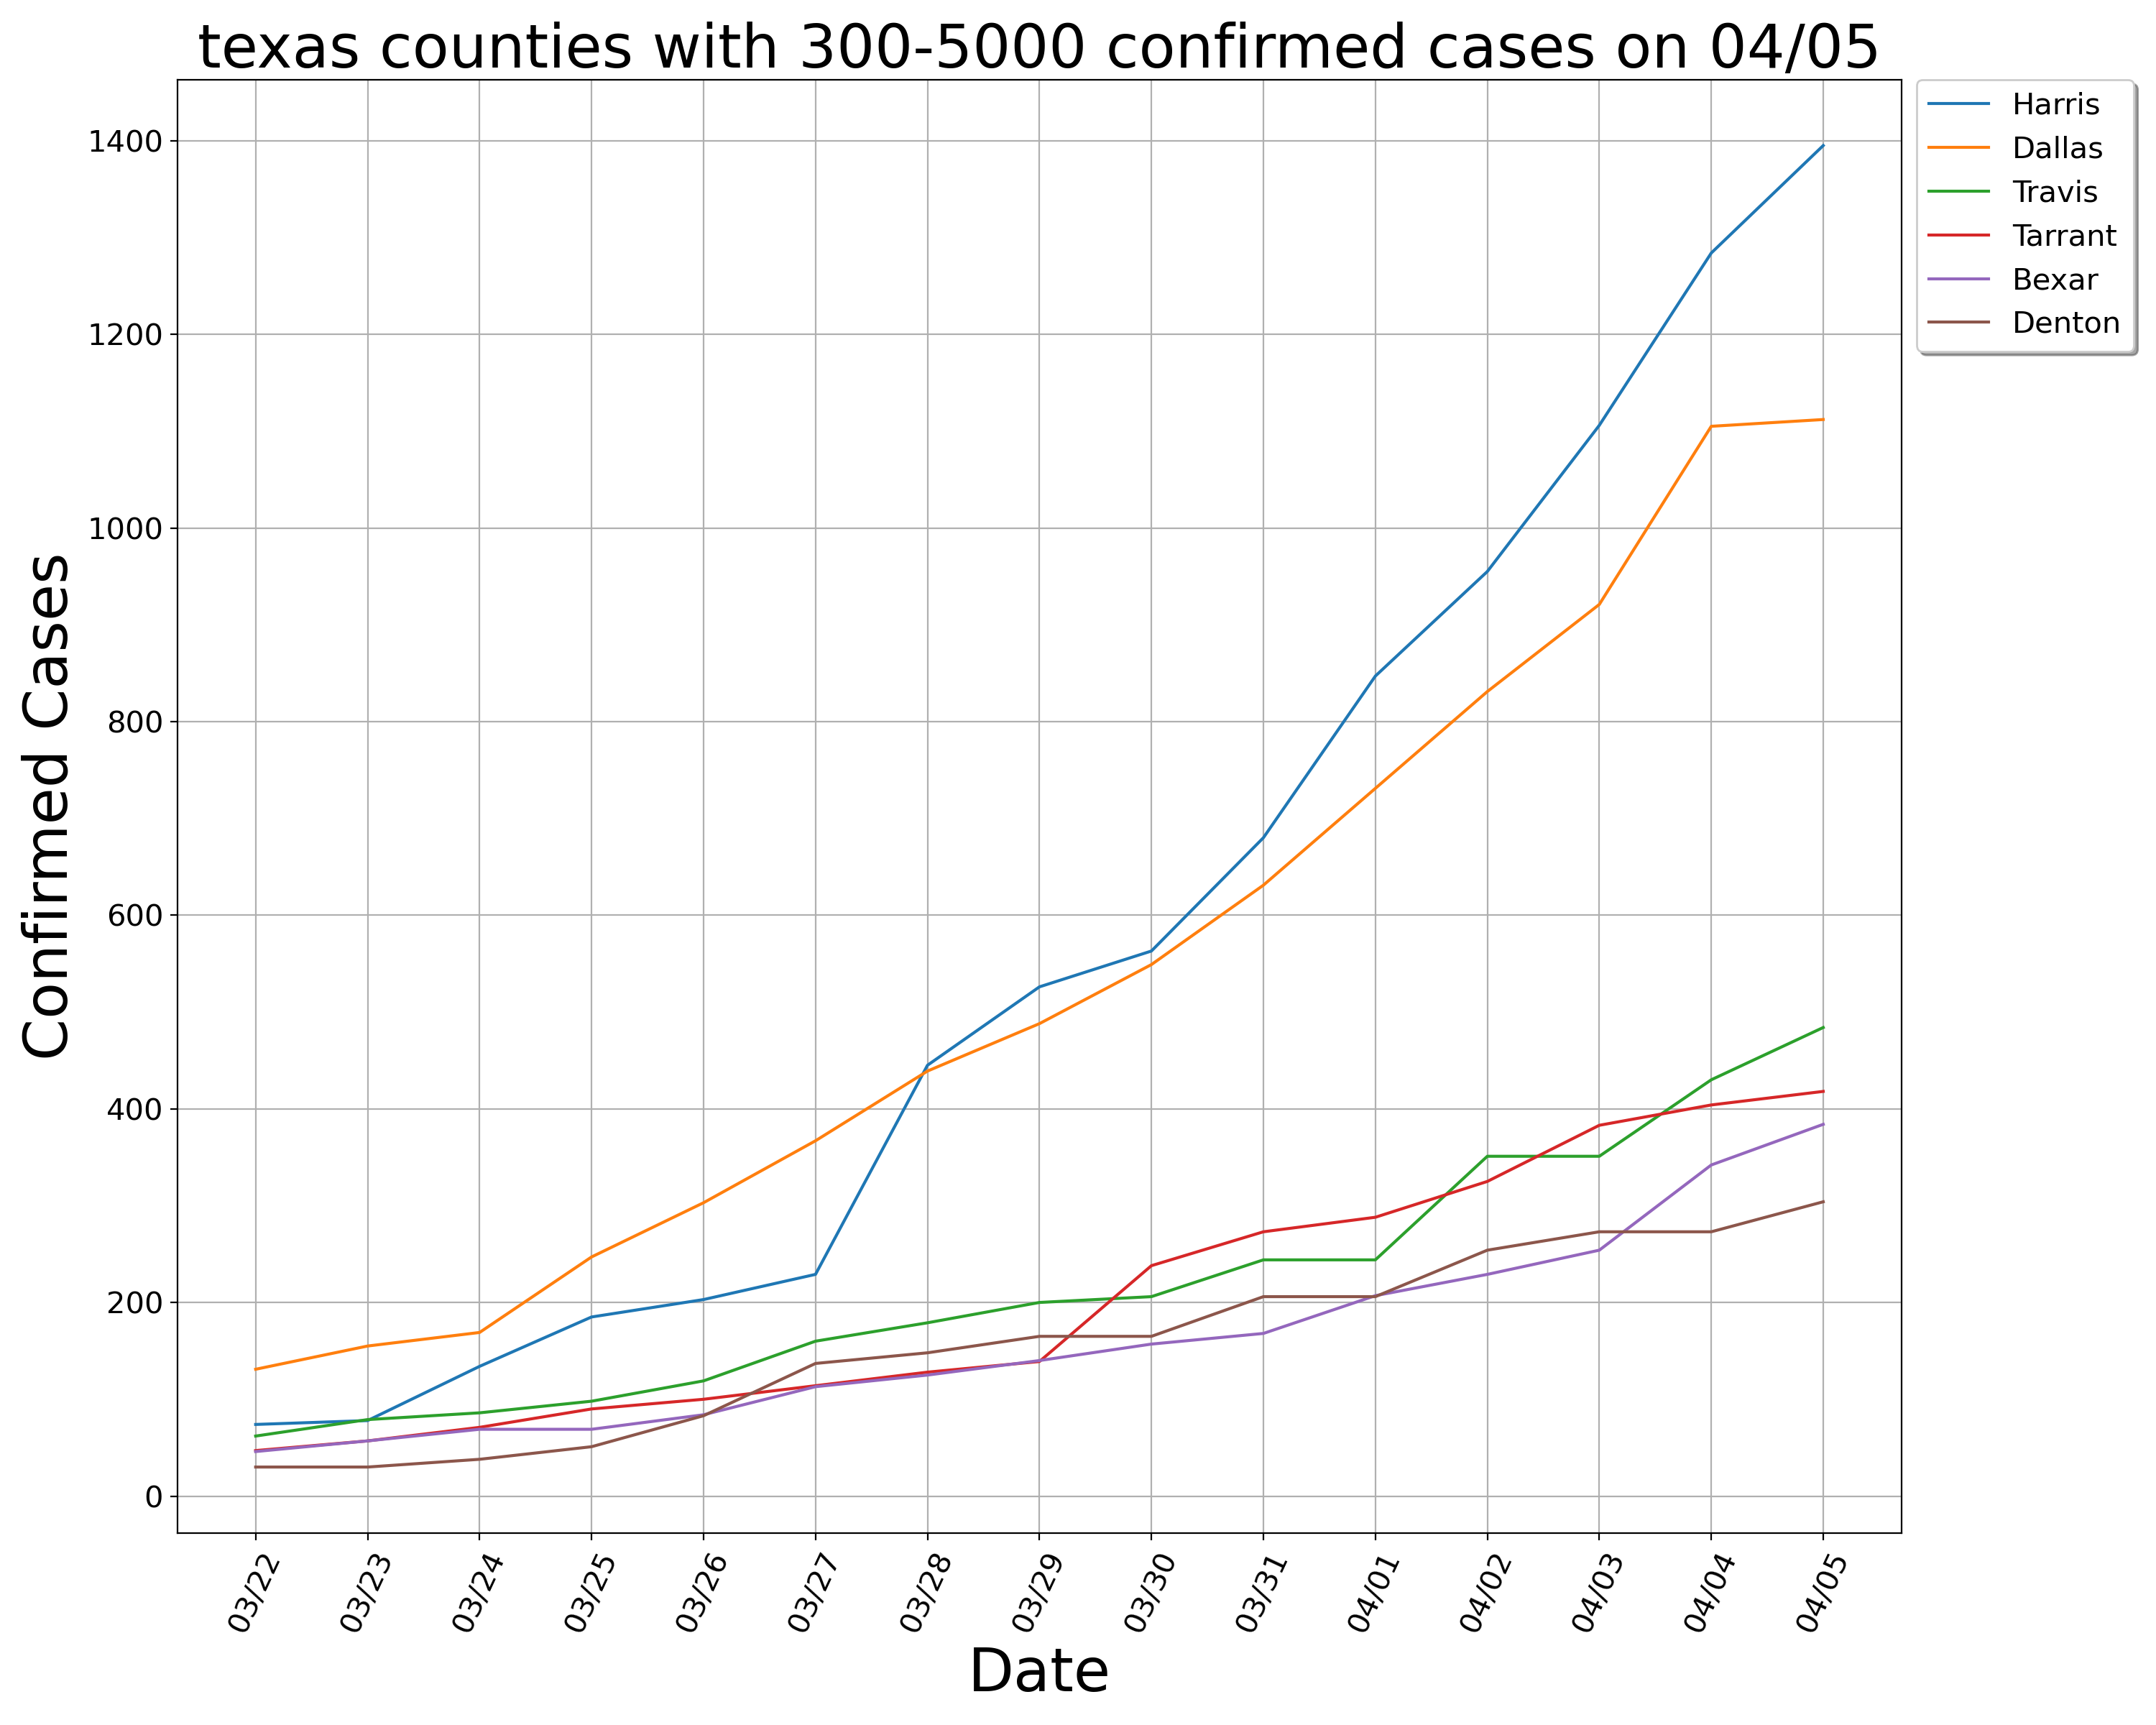 texas counties with 300-5000 confirmed cases on 04/05
Harris
Dallas
Travis
Tarrant
Bexar
Denton
Confirmed Cases
1400
1200
1000
800
600
400
200
0
03/22
03/23
03/24
03/25
03/26
03/27
03/28
03/29
03/30
03/31
04/01
04/02
04/03
04/04
04/05
Date